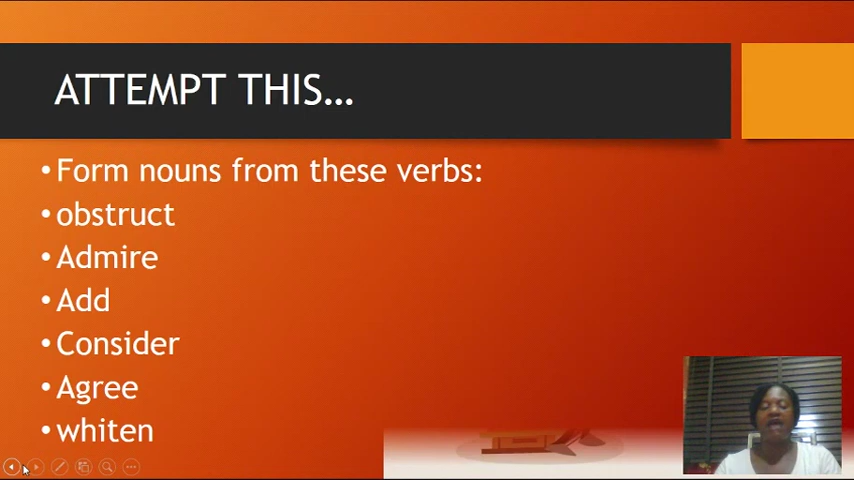 ATTEMPT THIS...
• Form nouns from these verbs:
• obstruct
• Admire
• Add
• Consider
• Agree
• whiten